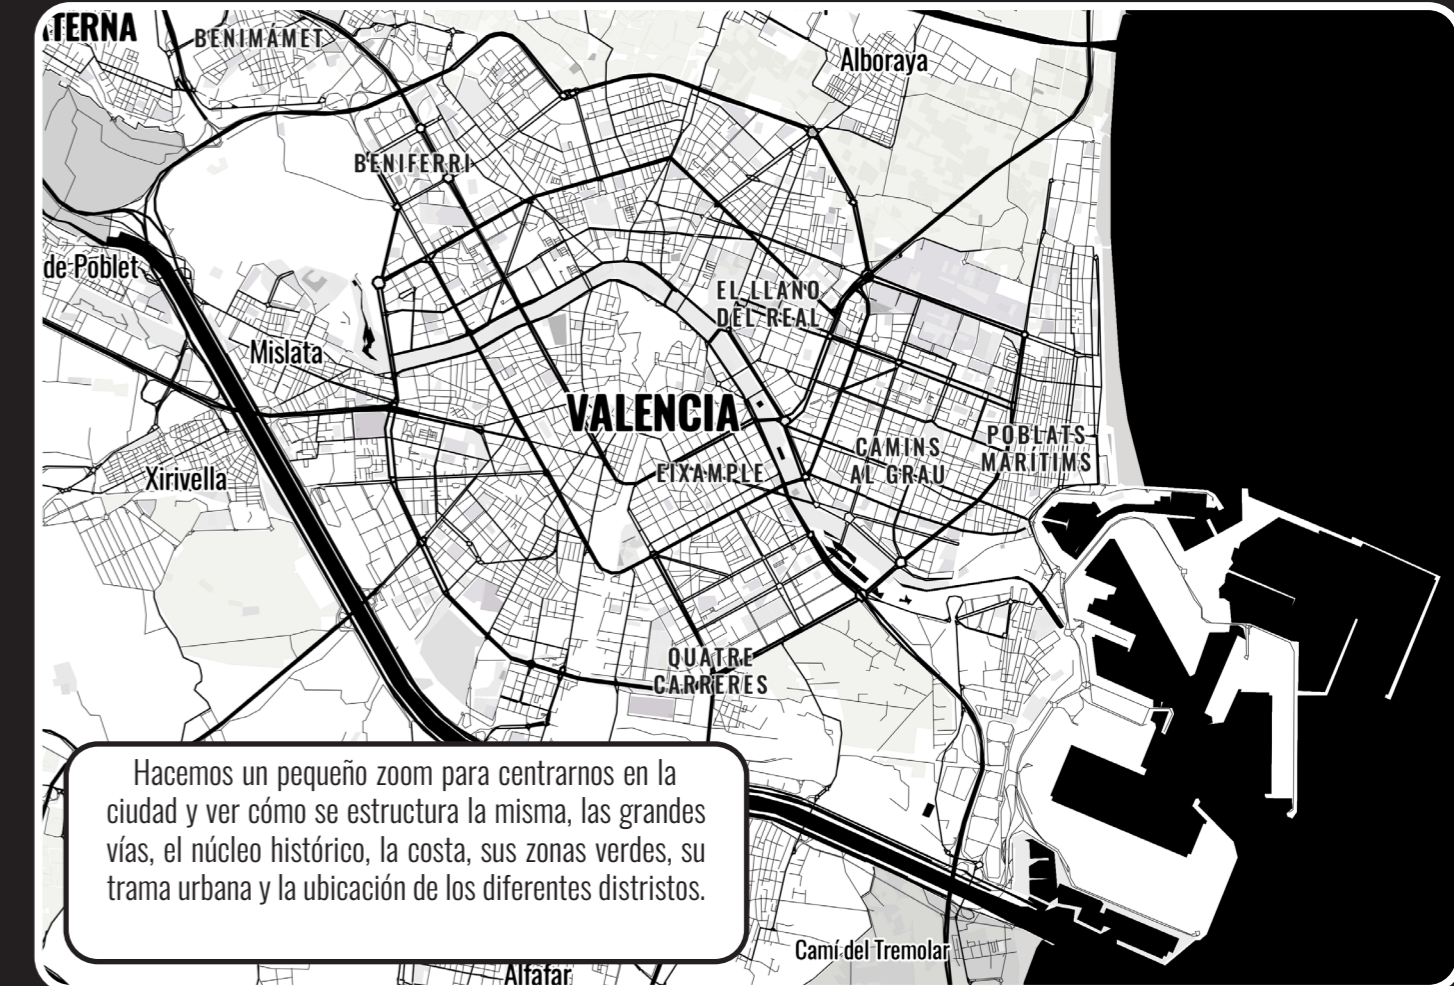 TERNA
BENIMÁMET
Alboraya
BENIFERRI
de Poblet
EL LLANO
DEL REAL
Mislata
VALENCIA
CAMINS
AL GRAU
POBLATS
MARÍTIMS
EIXAMPLE
Xirivella
QUATRE
CARRERES
Hacemos un pequeño zoom para centrarnos en la
ciudad y ver cómo se estructura la misma, las grandes
vías, el núcleo histórico, la costa, sus zonas verdes, su
trama urbana y la ubicación de los diferentes distristos.
Camí del Tremolar
Alfafar